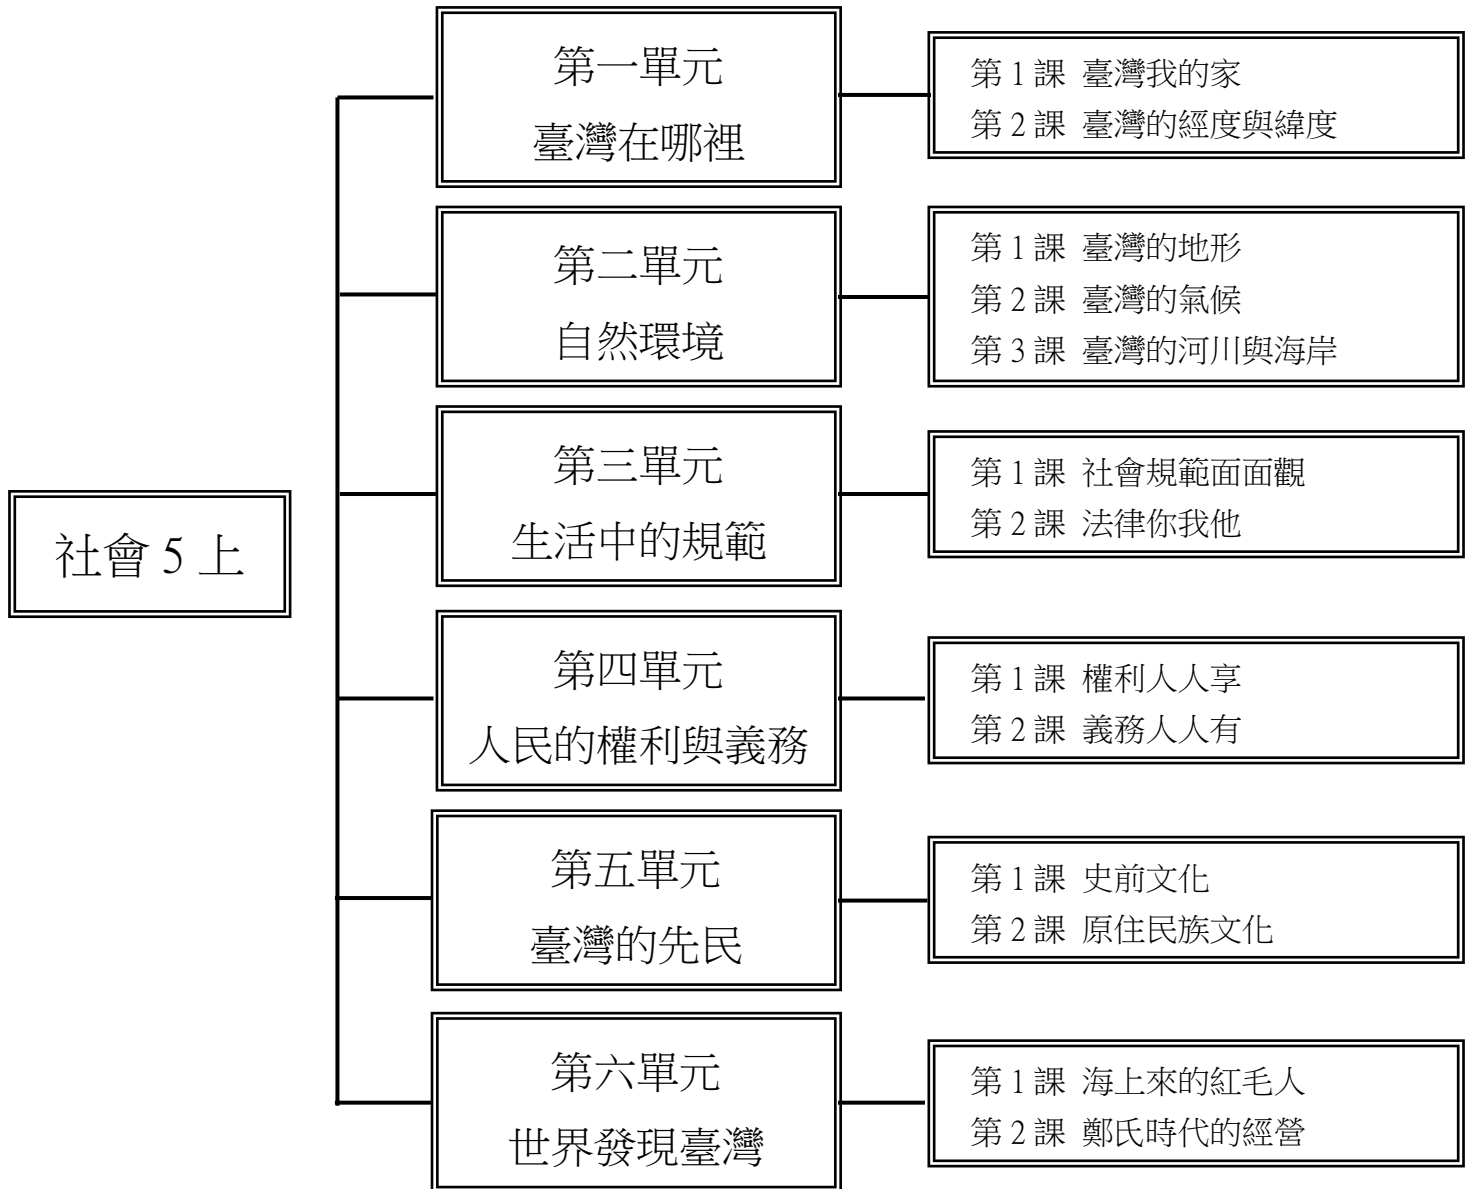 社會 5 上
第一單元
臺灣在哪裡
第 1 課 臺灣我的家
第 2 課 臺灣的經度與緯度
第二單元
自然環境
第 1 課 臺灣的地形
第 2 課 臺灣的氣候
第 3 課 臺灣的河川與海岸
第三單元
生活中的規範
第 1 課 社會規範面面觀
第 2 課 法律你我他
第四單元
人民的權利與義務
第 1 課 權利人人享
第 2 課 義務人人有
第五單元
臺灣的先民
第 1 課 史前文化
第 2 課 原住民族文化
第六單元
世界發現臺灣
第 1 課 海上來的紅毛人
第 2 課 鄭氏時代的經營